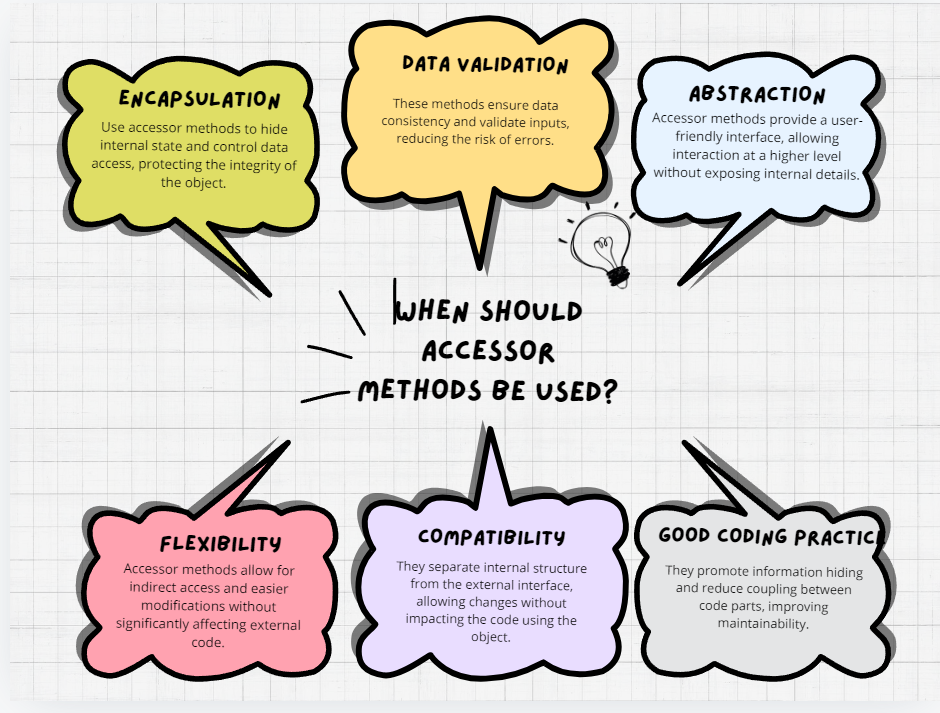 ENCAPSULATION
Use accessor methods to hide
internal state and control data
access, protecting the integrity of
the object.
DATA VALIDATION
These methods ensure data
consistency and validate inputs,
reducing the risk of errors.
ABSTRACTION
Accessor methods provide a user-
friendly interface, allowing
interaction at a higher level
without exposing internal details.
WHEN SHOULD
ACCESSOR
METHODS BE USED?
FLEXIBILITY
Accessor methods allow for
indirect access and easier
modifications without
significantly affecting external
code.
COMPATIBILITY
They separate internal structure
from the external interface,
allowing changes without
impacting the code using the
object.
GOOD CODING PRACTICE
They promote information hiding
and reduce coupling between
code parts, improving
maintainability.